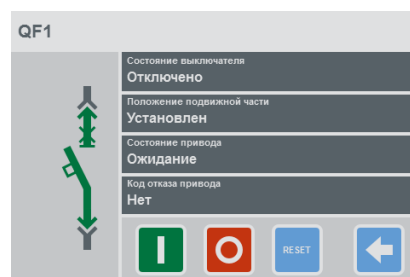 QF1
Состояние выключателя
Отключено
Положение подвижной части
Установлен
Состояние привода
Ожидание
Код отказа привода
Нет
RESET